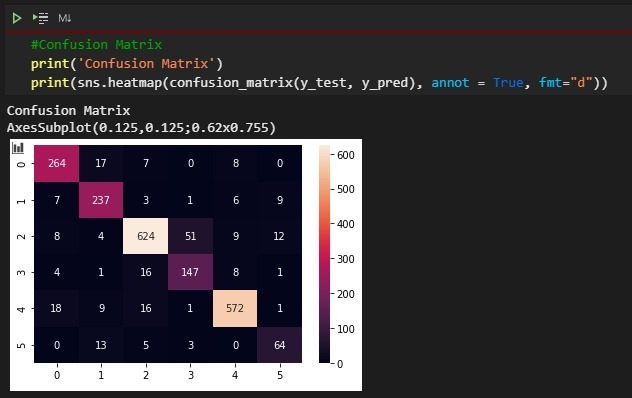 M↓
#Confusion Matrix
print('Confusion Matrix')
print(sns.heatmap(confusion_matrix(y_test, y_pred), annot = True, fmt="d"))
Confusion Matrix
AxesSubplot(0.125,0.125;0.62x0.755)
0 264 17 7 0 8 0
1 7 237 3 1 6 9
2 8 4 624 51 9 12
3 4 1 16 147 8 1
4 18 9 16 1 572 1
5 0 13 5 3 0 64
0 1 2 3 4 5
600
500
400
300
200
100
0